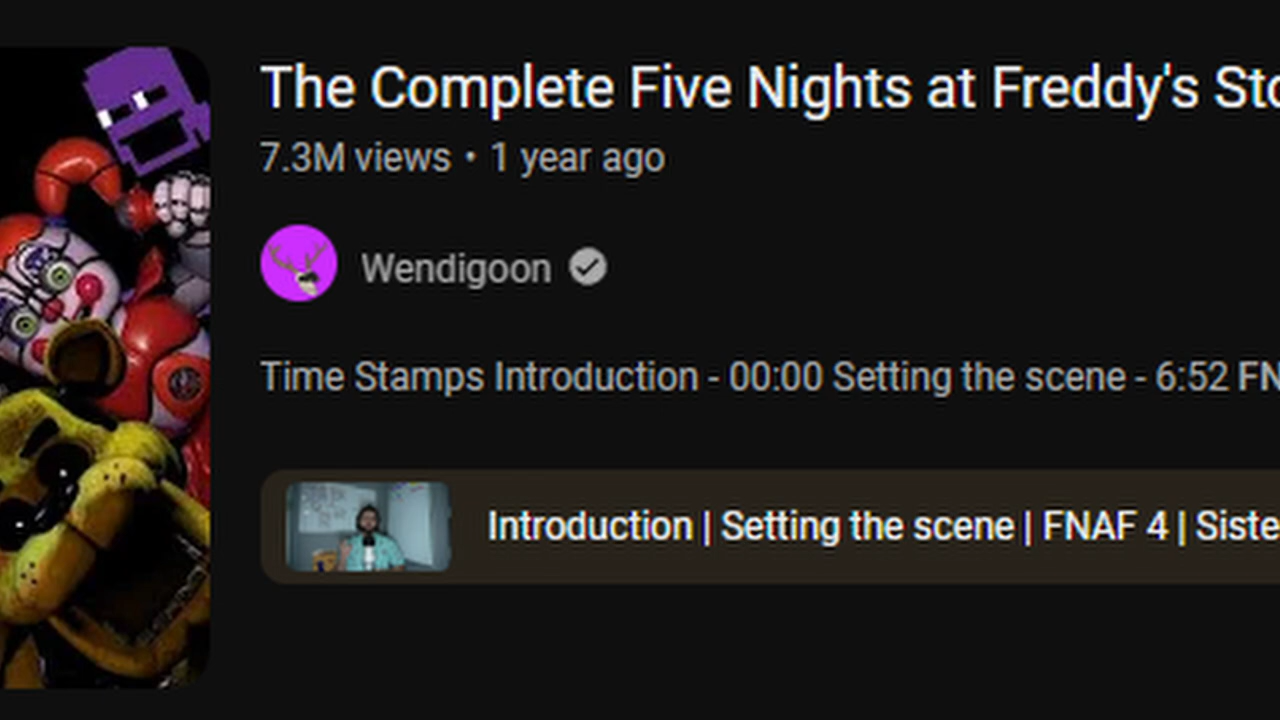 The Complete Five Nights at Freddy's Sto
7.3M views • 1 year ago
Wendigoon
Time Stamps Introduction - 00:00 Setting the scene - 6:52 FN
Introduction | Setting the scene | FNAF 4 | Siste